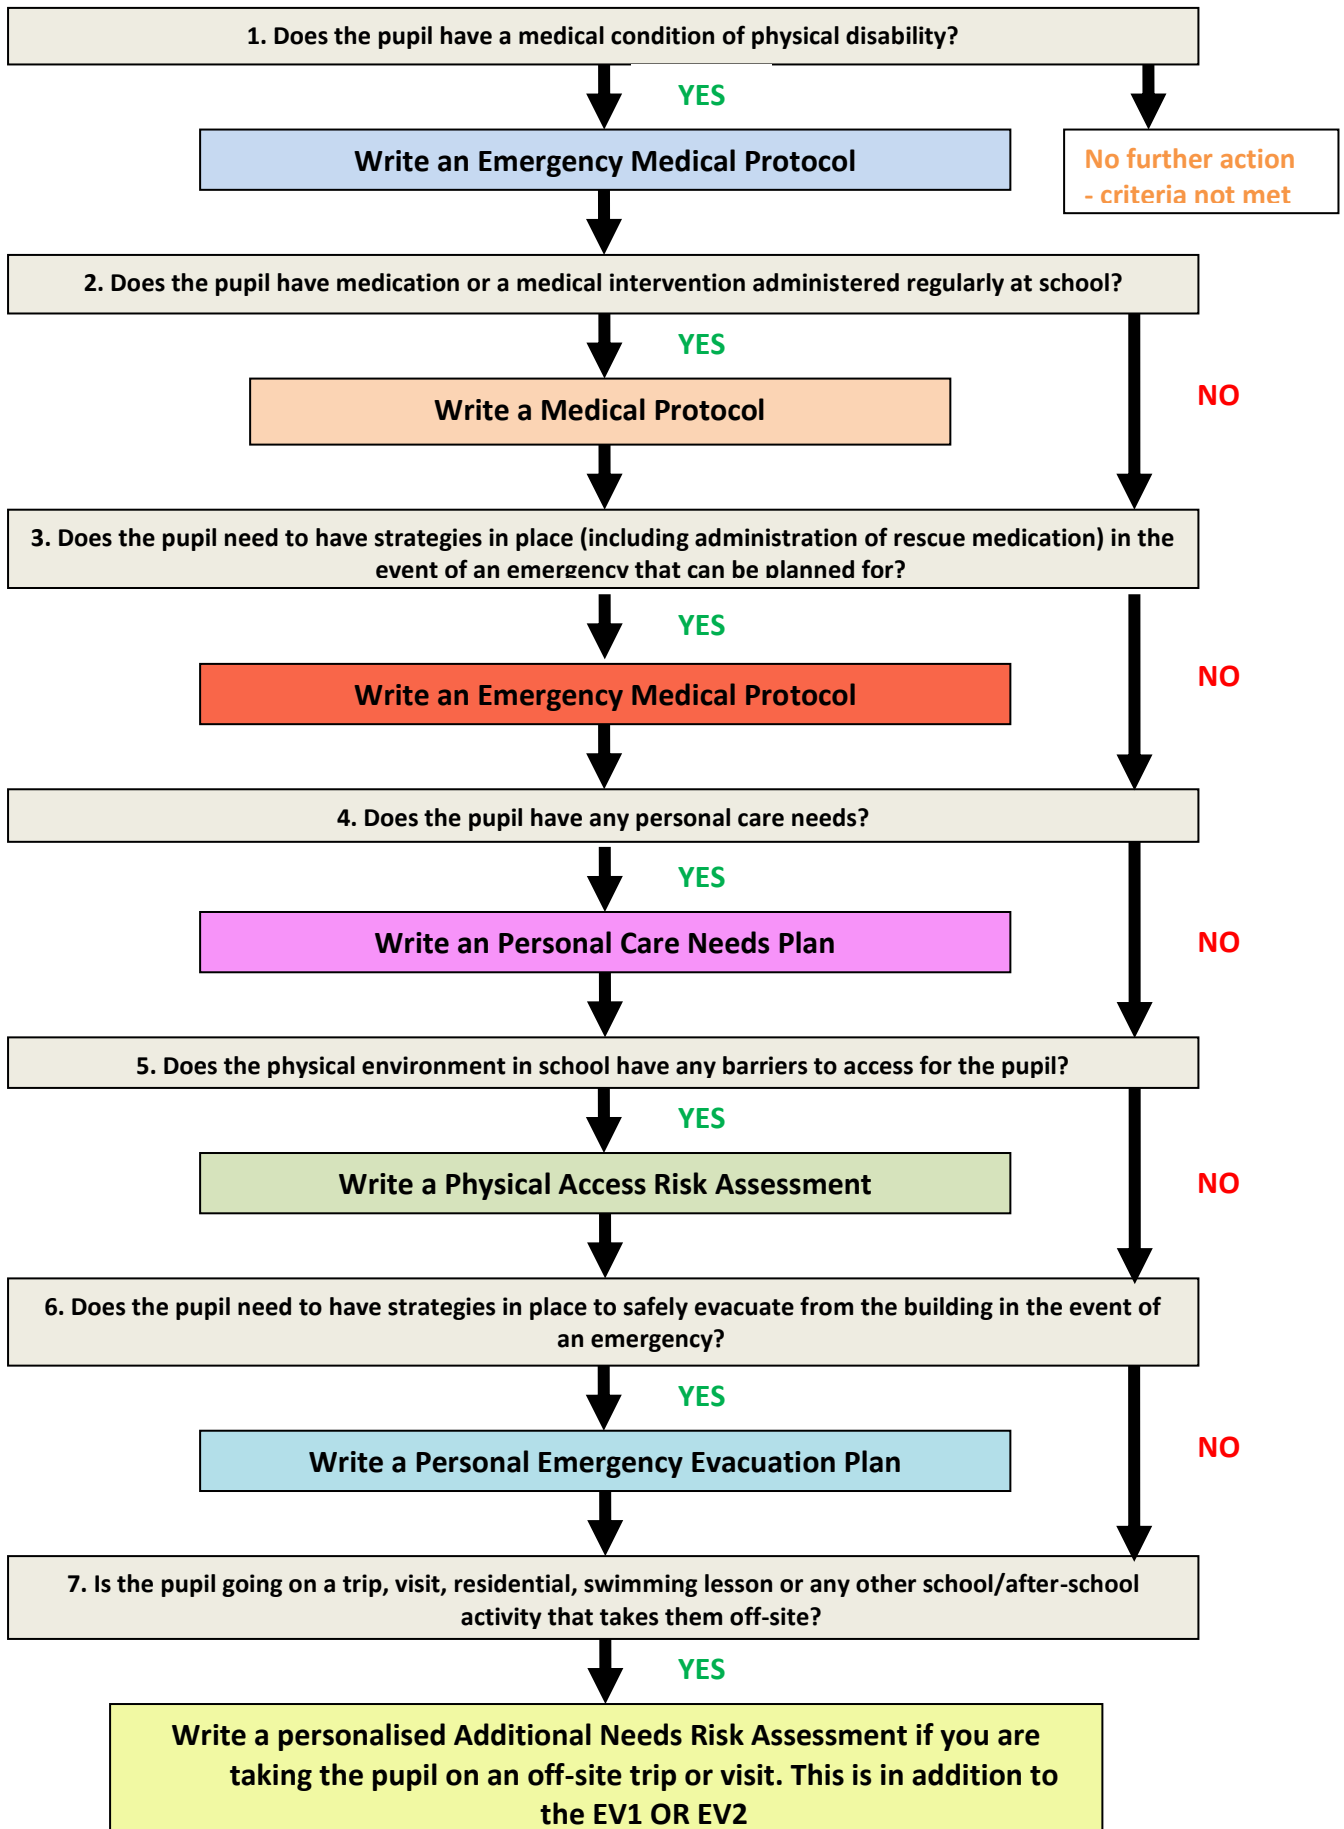 1. Does the pupil have a medical condition of physical disability?
YES
Write an Emergency Medical Protocol
No further action
- criteria not met
2. Does the pupil have medication or a medical intervention administered regularly at school?
YES
Write a Medical Protocol
NO
3. Does the pupil need to have strategies in place (including administration of rescue medication) in the
event of an emergency that can be planned for?
YES
Write an Emergency Medical Protocol
NO
4. Does the pupil have any personal care needs?
YES
Write an Personal Care Needs Plan
NO
5. Does the physical environment in school have any barriers to access for the pupil?
YES
Write a Physical Access Risk Assessment
NO
6. Does the pupil need to have strategies in place to safely evacuate from the building in the event of
an emergency?
YES
Write a Personal Emergency Evacuation Plan
NO
7. Is the pupil going on a trip, visit, residential, swimming lesson or any other school/after-school
activity that takes them off-site?
YES
Write a personalised Additional Needs Risk Assessment if you are
taking the pupil on an off-site trip or visit. This is in addition to
the EV1 OR EV2